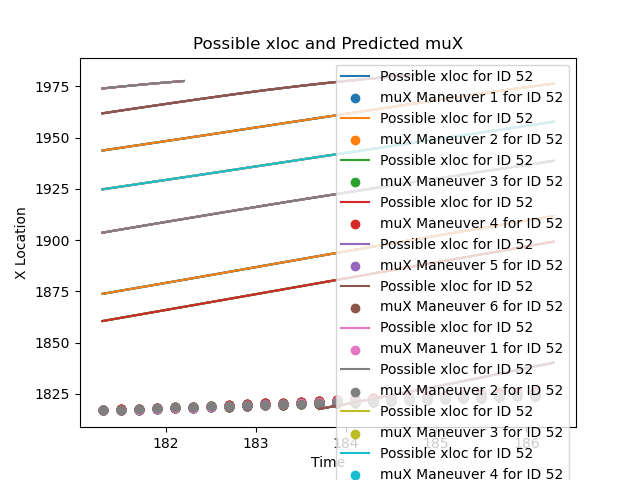 Possible xloc and Predicted muX
X Location
1975
1950
1925
1900
1875
1850
1825
Possible xloc for ID 52
muX Maneuver 1 for ID 52
Possible xloc for ID 52
muX Maneuver 2 for ID 52
Possible xloc for ID 52
muX Maneuver 3 for ID 52
Possible xloc for ID 52
muX Maneuver 4 for ID 52
Possible xloc for ID 52
muX Maneuver 5 for ID 52
Possible xloc for ID 52
muX Maneuver 6 for ID 52
Possible xloc for ID 52
muX Maneuver 1 for ID 52
Possible xloc for ID 52
muX Maneuver 2 for ID 52
Possible xloc for ID 52
muX Maneuver 3 for ID 52
Possible xloc for ID 52
muX Maneuver 4 for ID 52
182 183 184 185 186
Time